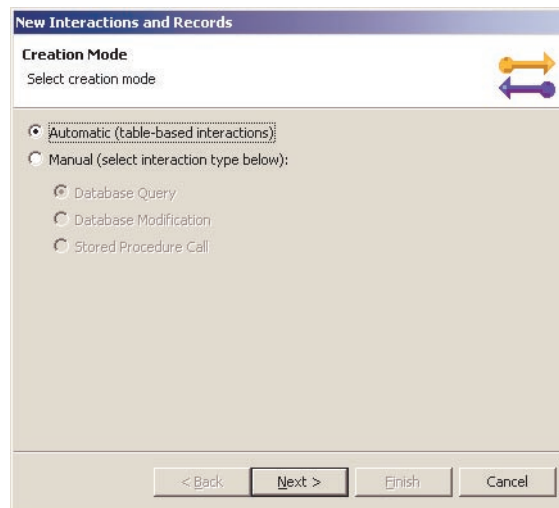 New Interactions and Records
Creation Mode
Select creation mode
Automatic (table-based interactions)
Manual (select interaction type below):
Database Query
Database Modification
Stored Procedure Call
< Back
Next >
Finish
Cancel